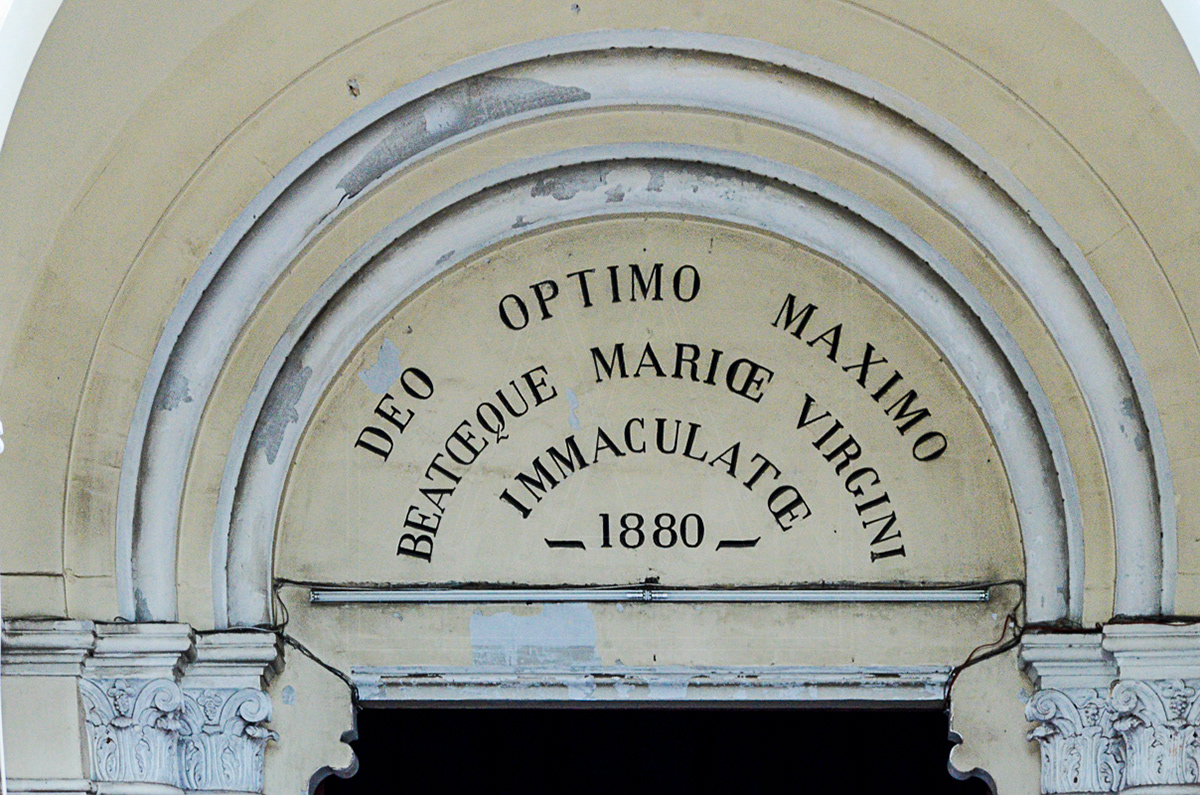 DEO OPTIMO MAXIMO
BEATŒQUE MARIŒ VIRGINI
IMMACULATŒ
— 1880 —